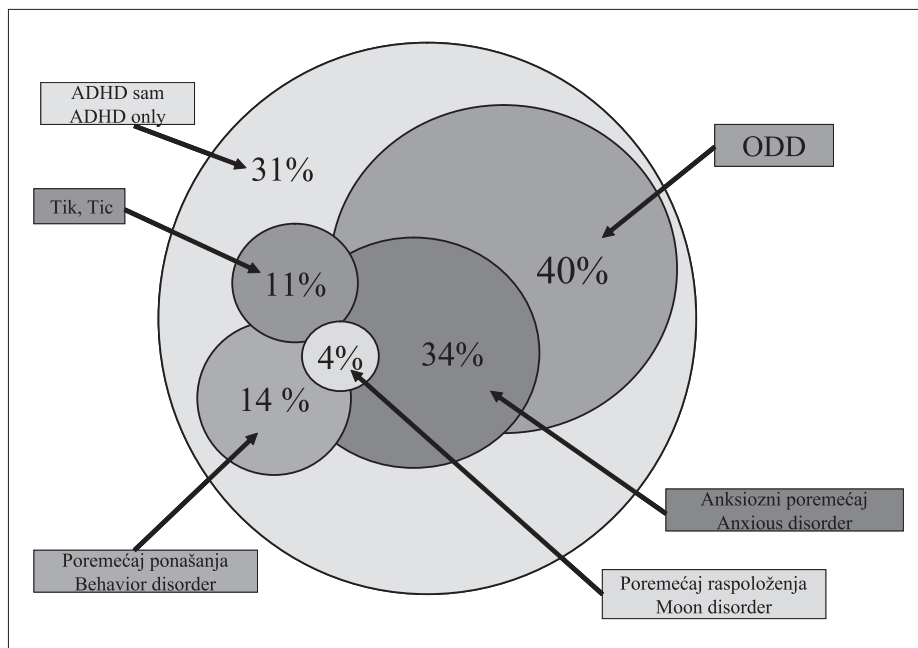 ADHD sam
ADHD only
31%
ODD
Tik, Tic
11%
40%
4%
34%
14 %
Anksiozni poremećaj
Anxious disorder
Poremećaj ponašanja
Behavior disorder
Poremećaj raspoloženja
Moon disorder